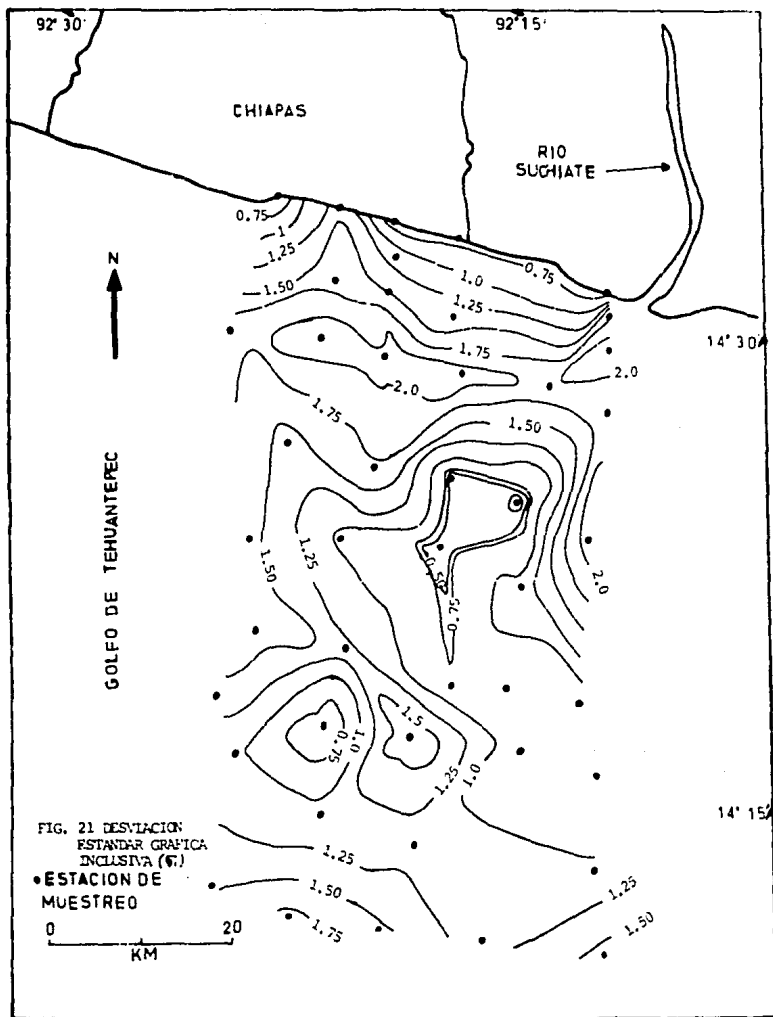 92° 30'
92° 15'
CHIAPAS
RIO
SUCHIATE
0.75
1
1.25
1.50
0.75
1.0
1.25
1.75
N
14° 30'
2.0
2.0
1.75
1.50
GOLFO DE TEHUANTEPEC
1.50
1.25
0.50
0.75
2.0
1.5
0.75
1.0
1.25
1.0
14° 15'
FIG. 21 DESVIACION
ESTANDAR GRAFICA
INCLUSIVA
ESTACION DE
MUESTREO
1.25
1.50
1.75
1.25
1.50
0 20
KM